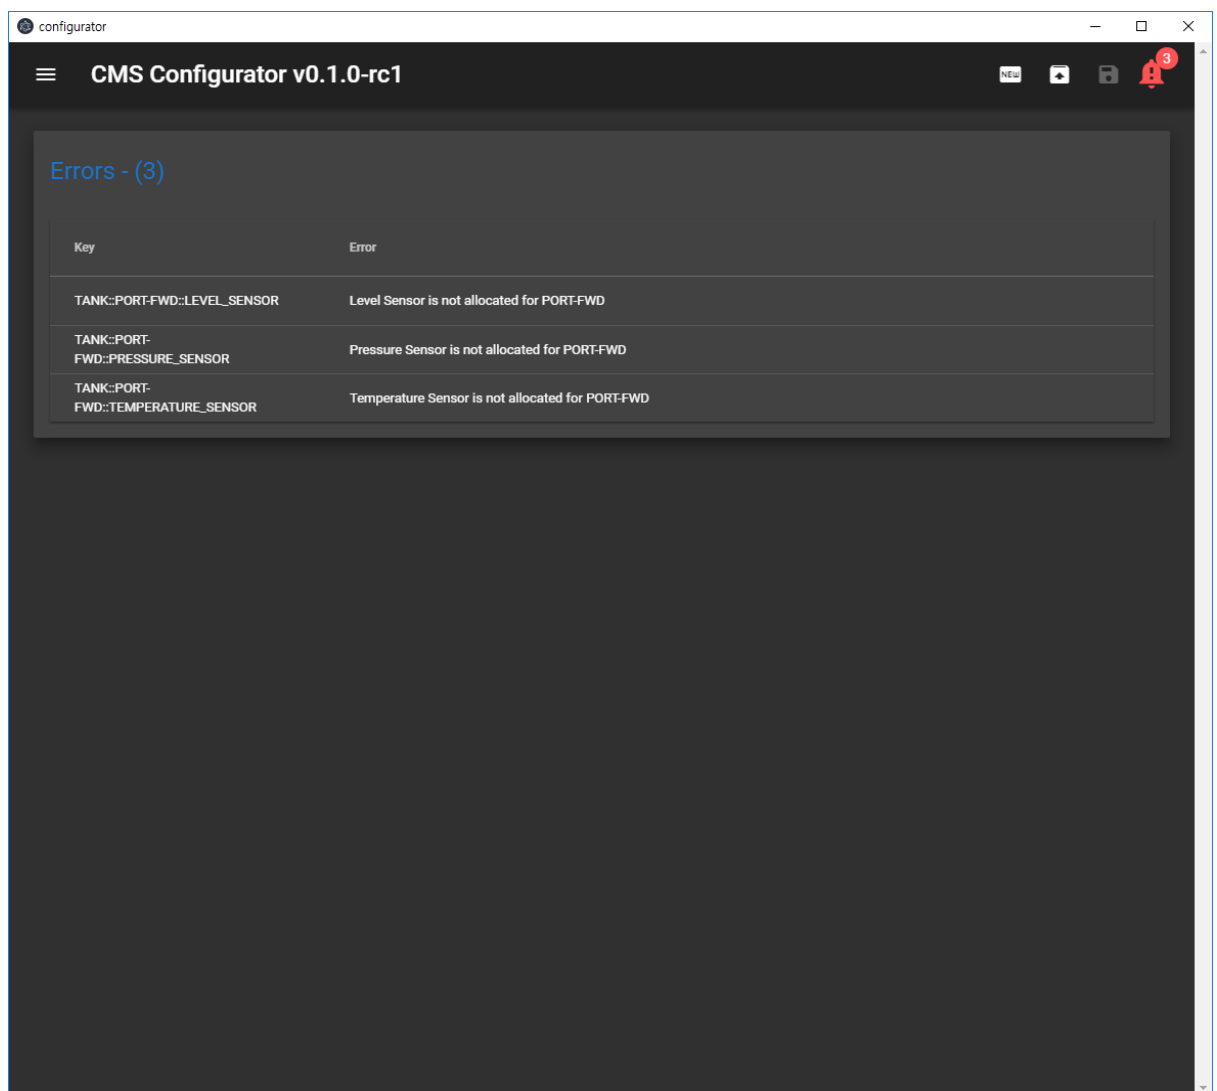 configurator
CMS Configurator v0.1.0-rc1
NEW
3
Errors - (3)
Key Error
TANK::PORT-FWD::LEVEL_SENSOR Level Sensor is not allocated for PORT-FWD
TANK::PORT-
FWD::PRESSURE_SENSOR Pressure Sensor is not allocated for PORT-FWD
TANK::PORT-
FWD::TEMPERATURE_SENSOR Temperature Sensor is not allocated for PORT-FWD